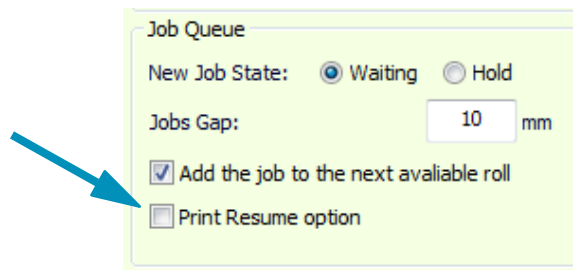 Job Queue
New Job State: Waiting Hold
Jobs Gap: 10 mm
Add the job to the next avaliable roll
Print Resume option